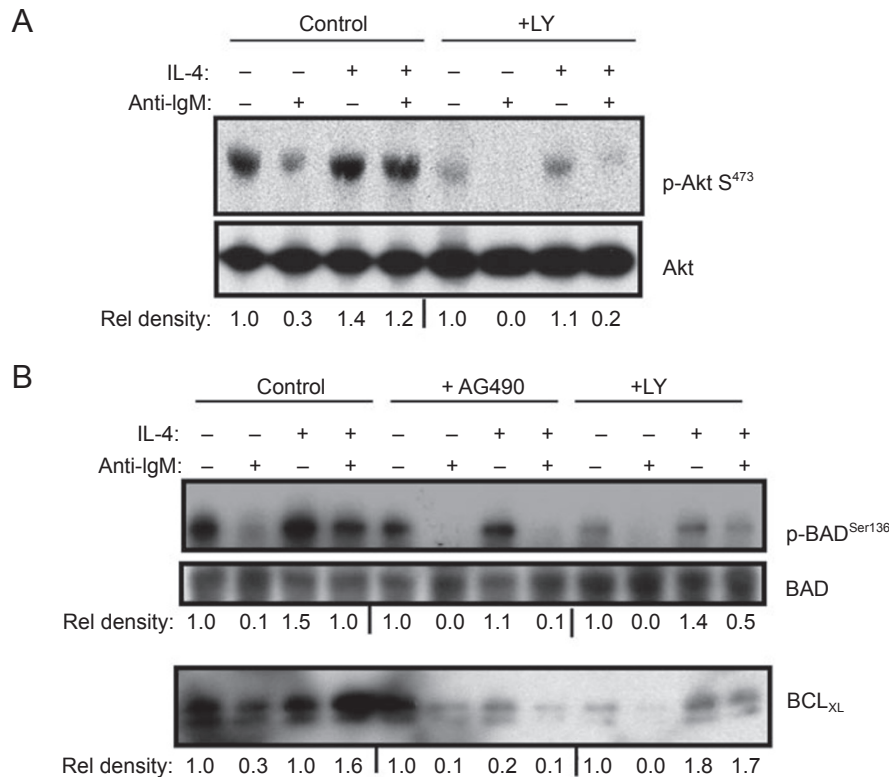 A
Control +LY
IL-4: – – + + – – + +
Anti-IgM: – + – + – + – +
p-Akt S473
Akt
Rel density: 1.0 0.3 1.4 1.2 1.0 0.0 1.1 0.2
B
Control + AG490 +LY
IL-4: – – + + – – + + – – + +
Anti-IgM: – + – + – + – + – + – +
p-BADSer136
BAD
Rel density: 1.0 0.1 1.5 1.0 1.0 0.0 1.1 0.1 1.0 0.0 1.4 0.5
BCLXL
Rel density: 1.0 0.3 1.0 1.6 1.0 0.1 0.2 0.1 1.0 0.0 1.8 1.7